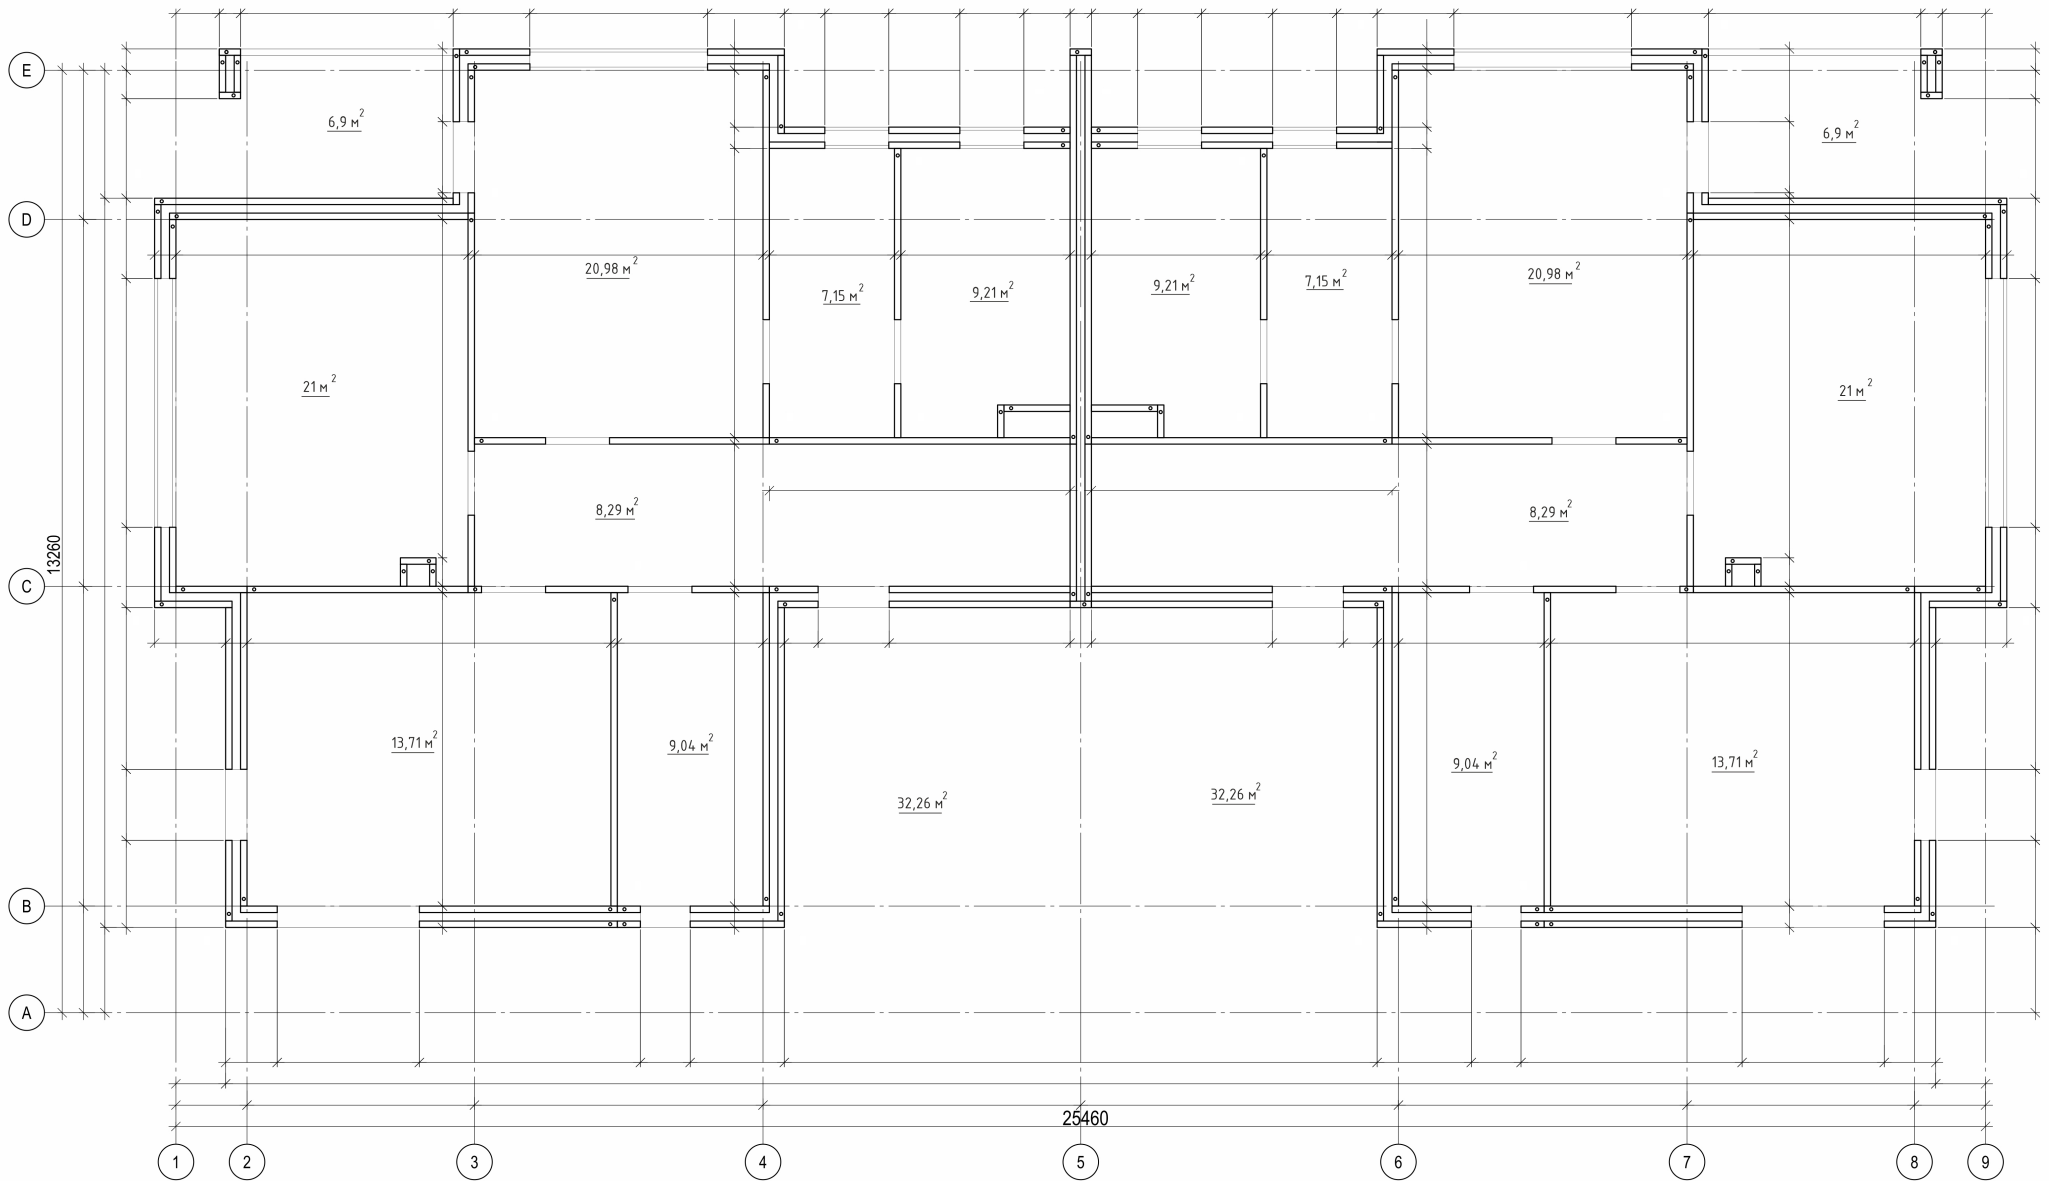 E
6,9 м²
6,9 м²
D
20,98 м²
7,15 м²
9,21 м²
9,21 м²
7,15 м²
20,98 м²
21 м²
21 м²
8,29 м²
8,29 м²
13260
C
13,71 м²
9,04 м²
32,26 м²
32,26 м²
9,04 м²
13,71 м²
B
A
25460
1 2 3 4 5 6 7 8 9